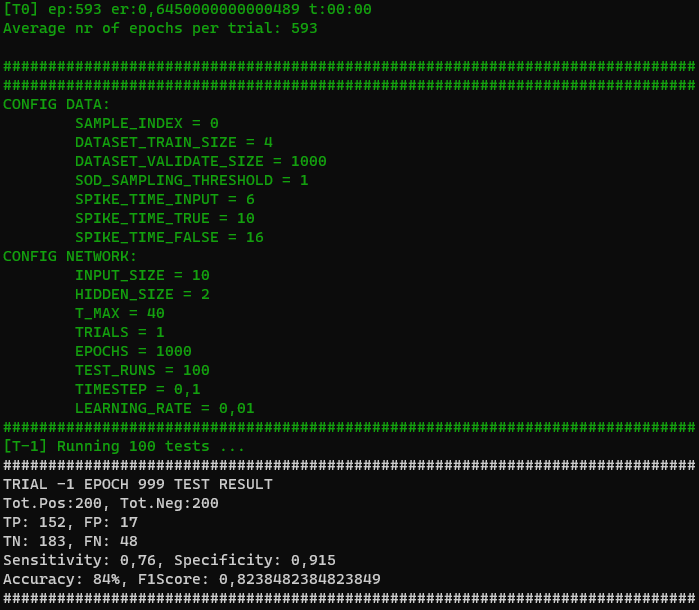 [T0] ep:593 er:0,6450000000000489 t:00:00
Average nr of epochs per trial: 593
#############################################################################
#############################################################################
CONFIG DATA:
SAMPLE_INDEX = 0
DATASET_TRAIN_SIZE = 4
DATASET_VALIDATE_SIZE = 1000
SOD_SAMPLING_THRESHOLD = 1
SPIKE_TIME_INPUT = 6
SPIKE_TIME_TRUE = 10
SPIKE_TIME_FALSE = 16
CONFIG NETWORK:
INPUT_SIZE = 10
HIDDEN_SIZE = 2
T_MAX = 40
TRIALS = 1
EPOCHS = 1000
TEST_RUNS = 100
TIMESTEP = 0,1
LEARNING_RATE = 0,01
#############################################################################
[T-1] Running 100 tests ...
#############################################################################
TRIAL -1 EPOCH 999 TEST RESULT
Tot.Pos:200, Tot.Neg:200
TP: 152, FP: 17
TN: 183, FN: 48
Sensitivity: 0,76, Specificity: 0,915
Accuracy: 84%, F1Score: 0,8238482384823849
#############################################################################